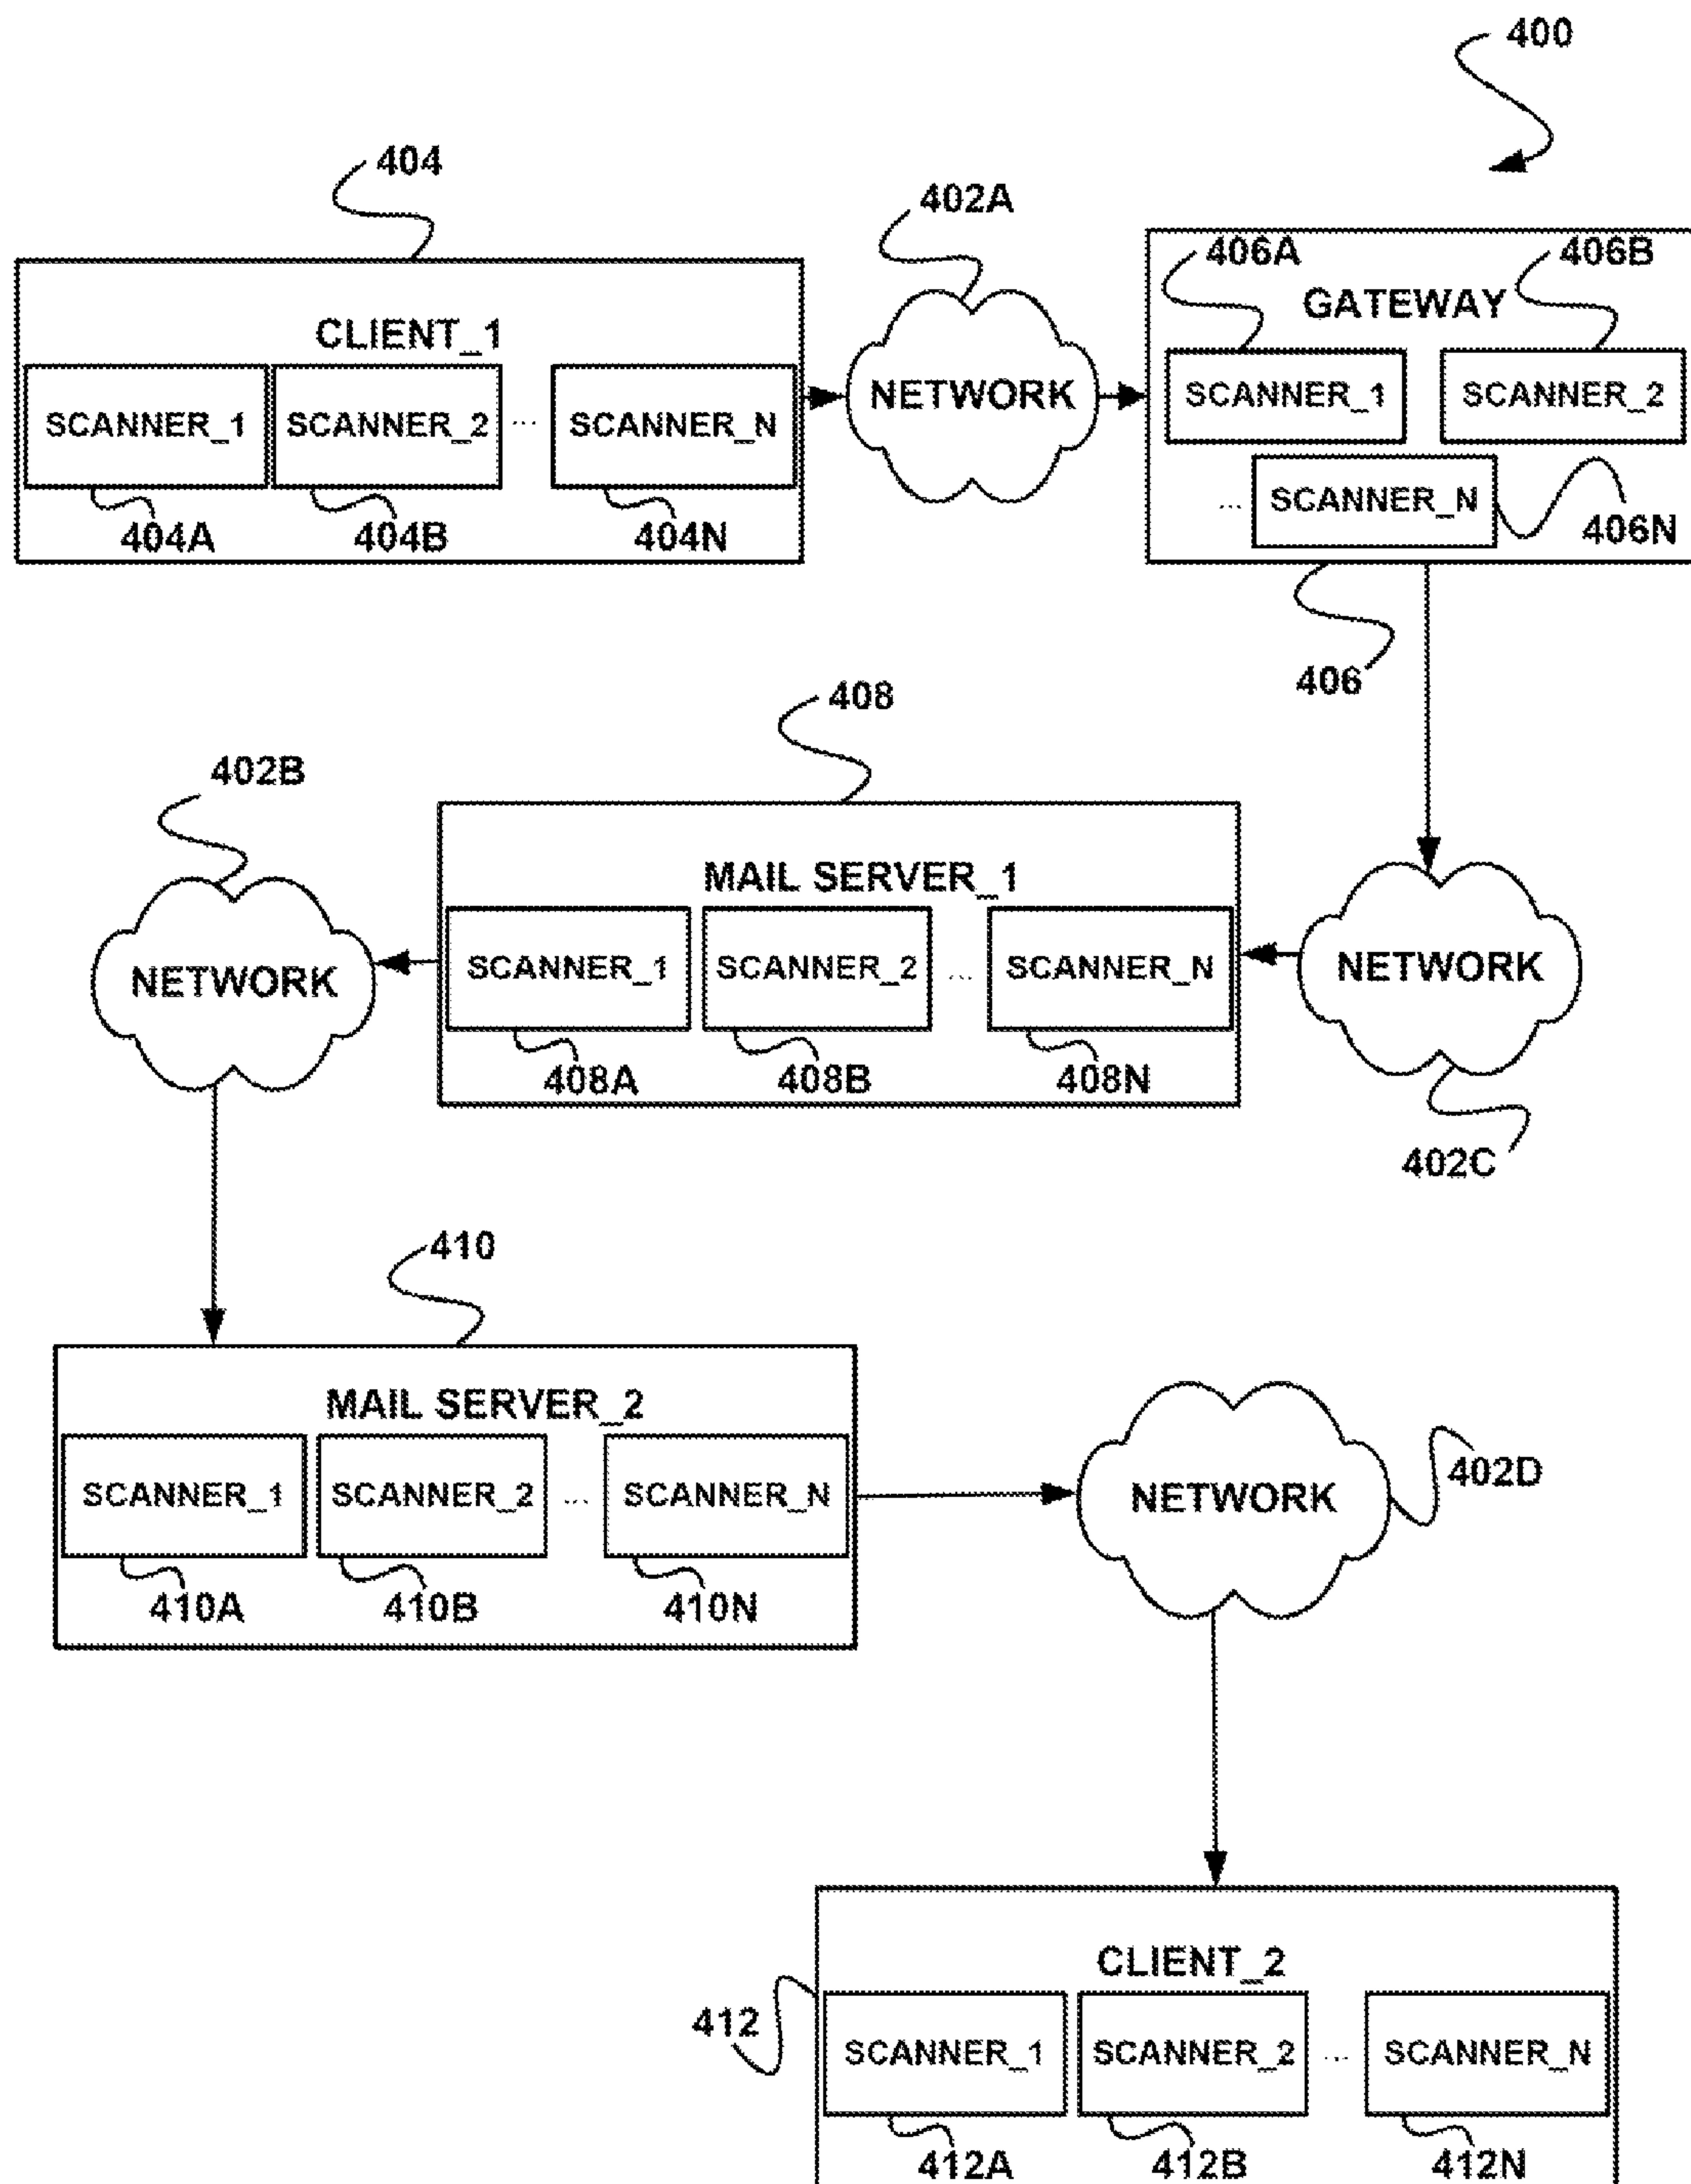 400
404
402A
406A
406B
GATEWAY
CLIENT_1
NETWORK
SCANNER_1
SCANNER_2
SCANNER_1
SCANNER_2
...
SCANNER_N
...
SCANNER_N
404A
404B
404N
406N
406
408
402B
MAIL SERVER_1
NETWORK
SCANNER_1
SCANNER_2
...
SCANNER_N
NETWORK
408A
408B
408N
402C
410
MAIL SERVER_2
SCANNER_1
SCANNER_2
...
SCANNER_N
NETWORK
402D
410A
410B
410N
CLIENT_2
412
SCANNER_1
SCANNER_2
...
SCANNER_N
412A
412B
412N